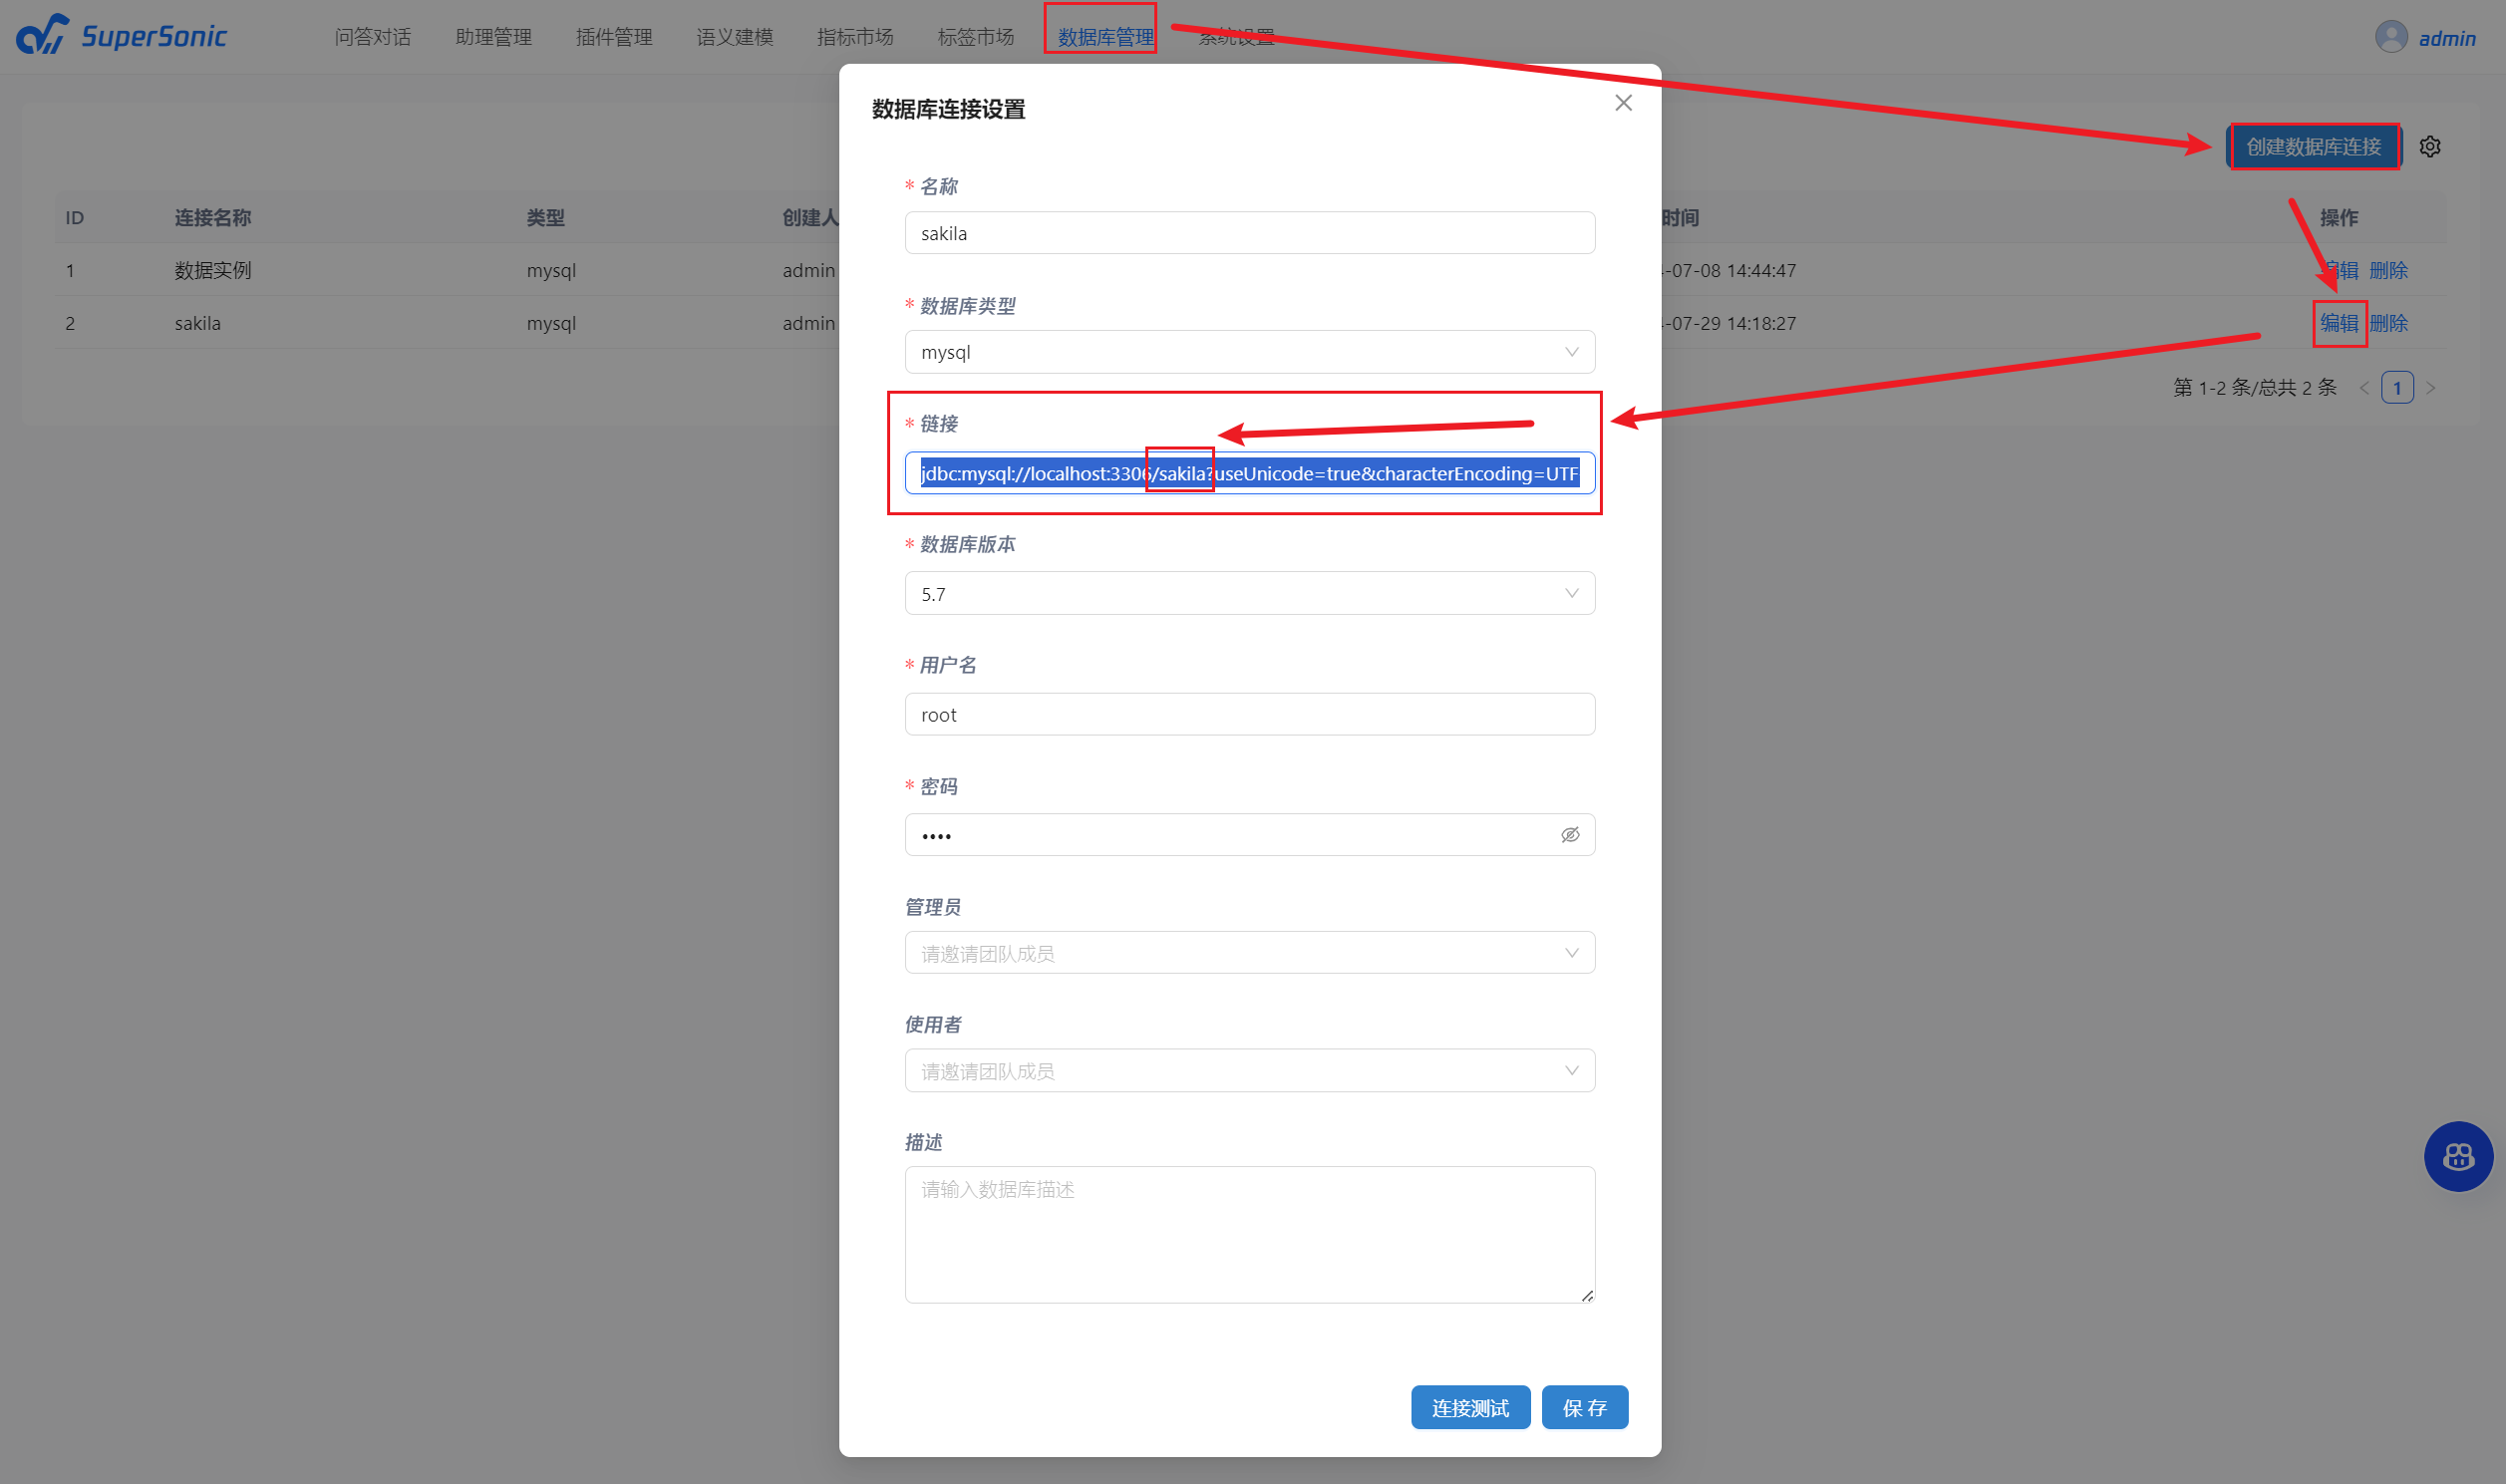 SuperSonic
问答对话 助理管理 插件管理 语义建模 指标市场 标签市场 数据库管理 系统设置
admin
创建数据库连接
ID 连接名称 类型 创建人 时间 操作
1 数据实例 mysql admin -07-08 14:44:47 编辑 删除
2 sakila mysql admin -07-29 14:18:27 编辑 删除
第 1-2 条/总共 2 条 < 1 >
数据库连接设置
* 名称
sakila
* 数据库类型
mysql
* 链接
jdbc:mysql://localhost:3306/sakila?useUnicode=true&characterEncoding=UTF
* 数据库版本
5.7
* 用户名
root
* 密码
••••
管理员
请邀请团队成员
使用者
请邀请团队成员
描述
请输入数据库描述
连接测试 保 存